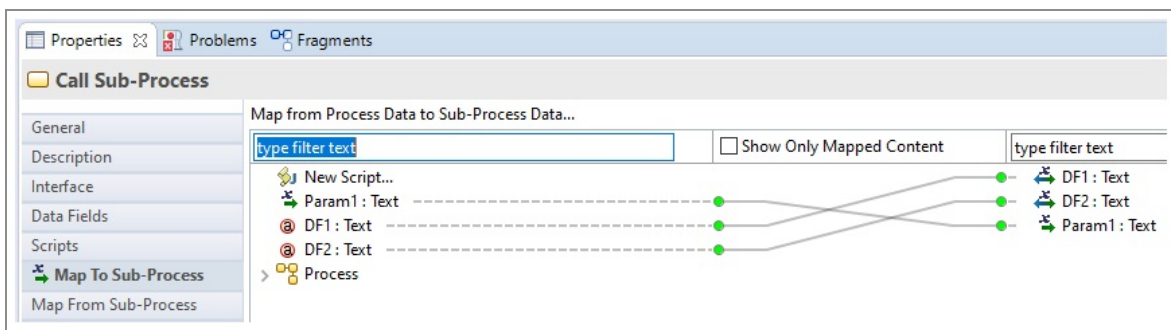 Properties Problems Fragments
Call Sub-Process
General
Description
Interface
Data Fields
Scripts
Map To Sub-Process
Map From Sub-Process
Map from Process Data to Sub-Process Data...
type filter text Show Only Mapped Content type filter text
New Script...
Param1 : Text
DF1 : Text
DF2 : Text
Process
DF1 : Text
DF2 : Text
Param1 : Text